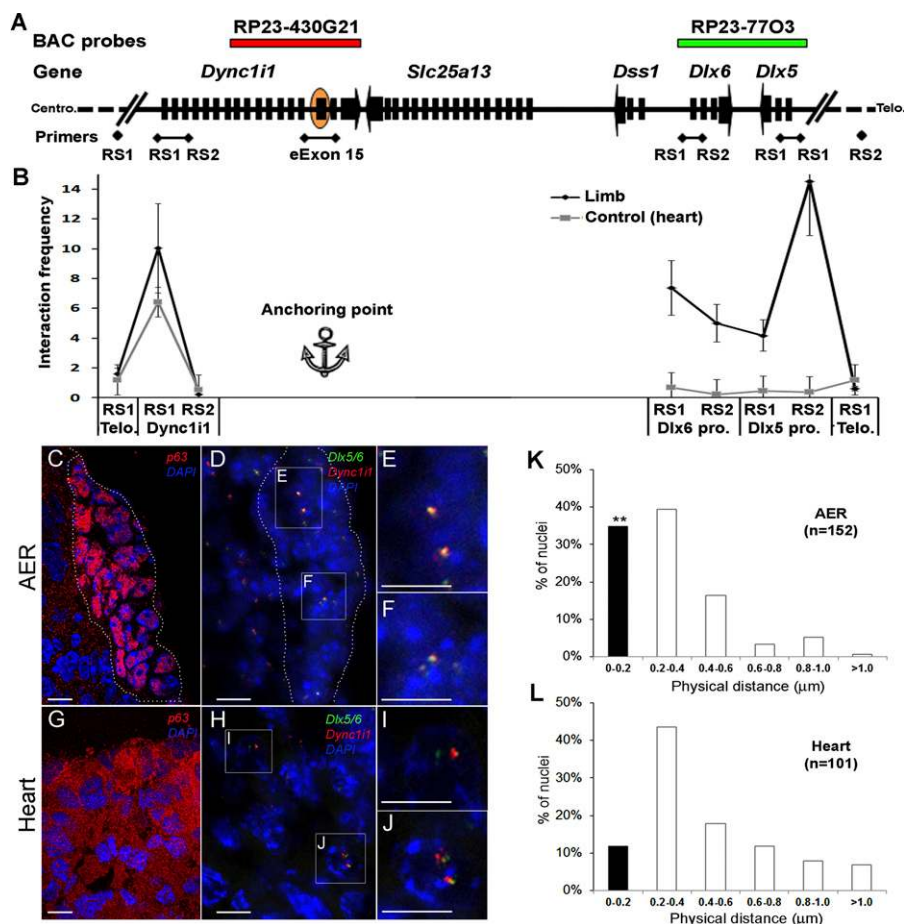 A
BAC probes
RP23-430G21
RP23-77O3
Gene
Dync1i1
Slc25a13
Dss1
Dlx6
Dlx5
Centro.
Telo.
Primers
RS1
RS1 RS2
eExon 15
RS1 RS2
RS1 RS1
RS2
B
Interaction frequency
14
12
10
8
6
4
2
0
Limb
Control (heart)
Anchoring point
RS1 RS1 RS2
Telo. Dync1i1
RS1 RS2 RS1 RS2 RS1
Dlx6 pro. Dlx5 pro. Telo.
AER
C
p63
DAPI
D
Dlx5/6
Dync1i1
DAPI
E
F
E
F
Heart
G
p63
DAPI
H
Dlx5/6
Dync1i1
DAPI
I
J
I
J
K
50%
40%
30%
20%
10%
0%
% of nuclei
**
AER
(n=152)
0-0.2 0.2-0.4 0.4-0.6 0.6-0.8 0.8-1.0 >1.0
Physical distance (µm)
L
50%
40%
30%
20%
10%
0%
% of nuclei
Heart
(n=101)
0-0.2 0.2-0.4 0.4-0.6 0.6-0.8 0.8-1.0 >1.0
Physical distance (µm)